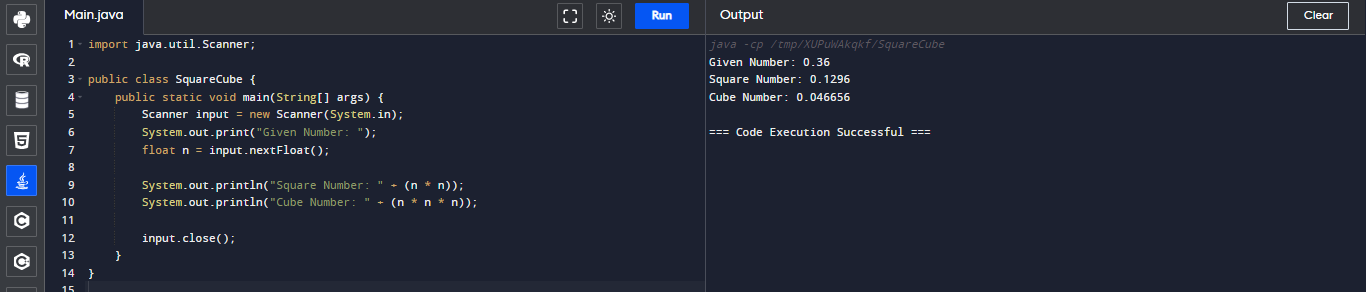 Main.java
Run
1 import java.util.Scanner;
2
3 public class SquareCube {
4 public static void main(String[] args) {
5 Scanner input = new Scanner(System.in);
6 System.out.print("Given Number: ");
7 float n = input.nextFloat();
8
9 System.out.println("Square Number: " + (n * n));
10 System.out.println("Cube Number: " + (n * n * n));
11
12 input.close();
13 }
14 }
15
Output
Clear
java -cp /tmp/XUPuWAkqkf/SquareCube
Given Number: 0.36
Square Number: 0.1296
Cube Number: 0.046656
=== Code Execution Successful ===